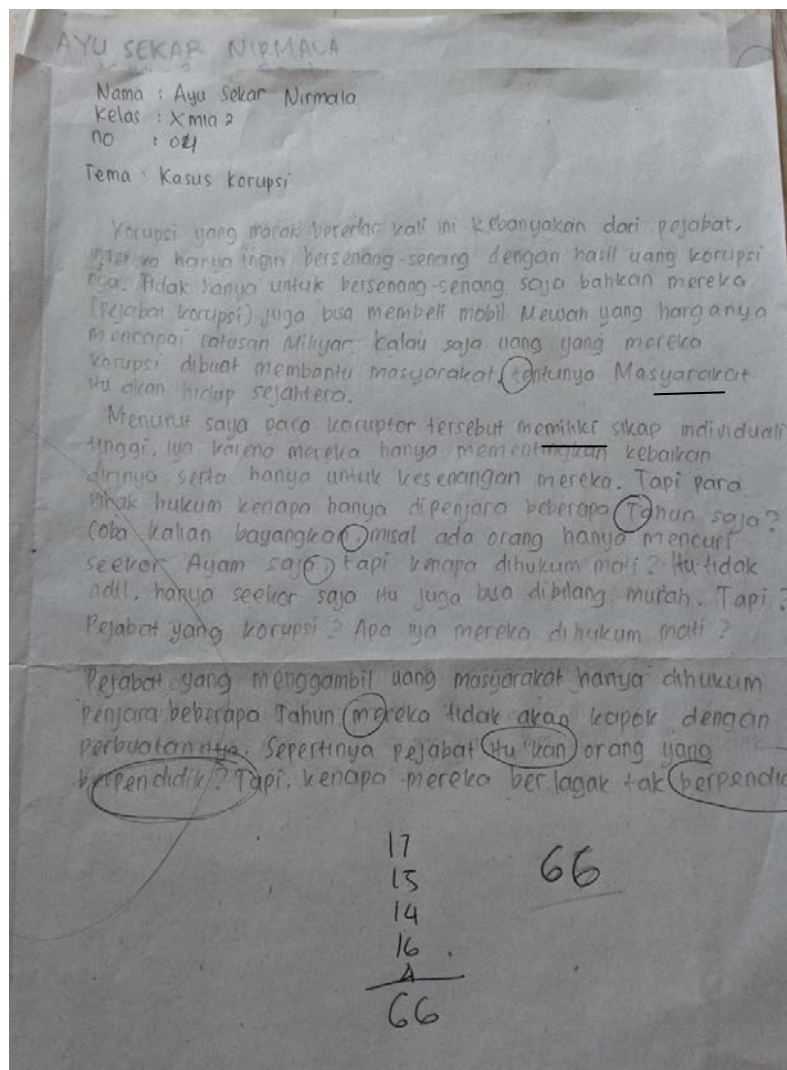 AYU SEKAR NIRMALA
Nama : Ayu Sekar Nirmala
Kelas : X mia 2
no : 04
Tema : Kasus korupsi
Korupsi yang marak beredar kali ini kebanyakan dari pejabat,
mereka hanya ingin bersenang-senang dengan hasil uang korupsi
nya. Tidak hanya untuk bersenang-senang saja bahkan mereka
(pejabat korupsi) juga bisa membeli mobil Mewah yang harganya
mencapai ratusan Milyar. Kalau saja uang yang mereka
korupsi dibuat membantu masyarakat, tentunya Masyarakat
itu akan hidup sejahtera.
Menurut saya para koruptor tersebut memiliki sikap individuali
tinggi, iya karena mereka hanya mementingkan kebaikan
dirinya serta hanya untuk kesenangan mereka. Tapi para
pihak hukum kenapa hanya dipenjara beberapa Tahun saja?
Coba kalian bayangkan, misal ada orang hanya mencuri
seekor Ayam saja, tapi kenapa dihukum mati? Itu tidak
adil, hanya seekor saja itu juga bisa dibilang murah. Tapi?
Pejabat yang korupsi? Apa iya mereka dihukum mati?
Pejabat yang menggambil uang masyarakat hanya dihukum
penjara beberapa Tahun mereka tidak akan kapok dengan
perbuatannya. Sepertinya pejabat itu kan orang yang
berpendidik? Tapi, kenapa mereka berlagak tak berpendid
17
15
14
16
4
66
66